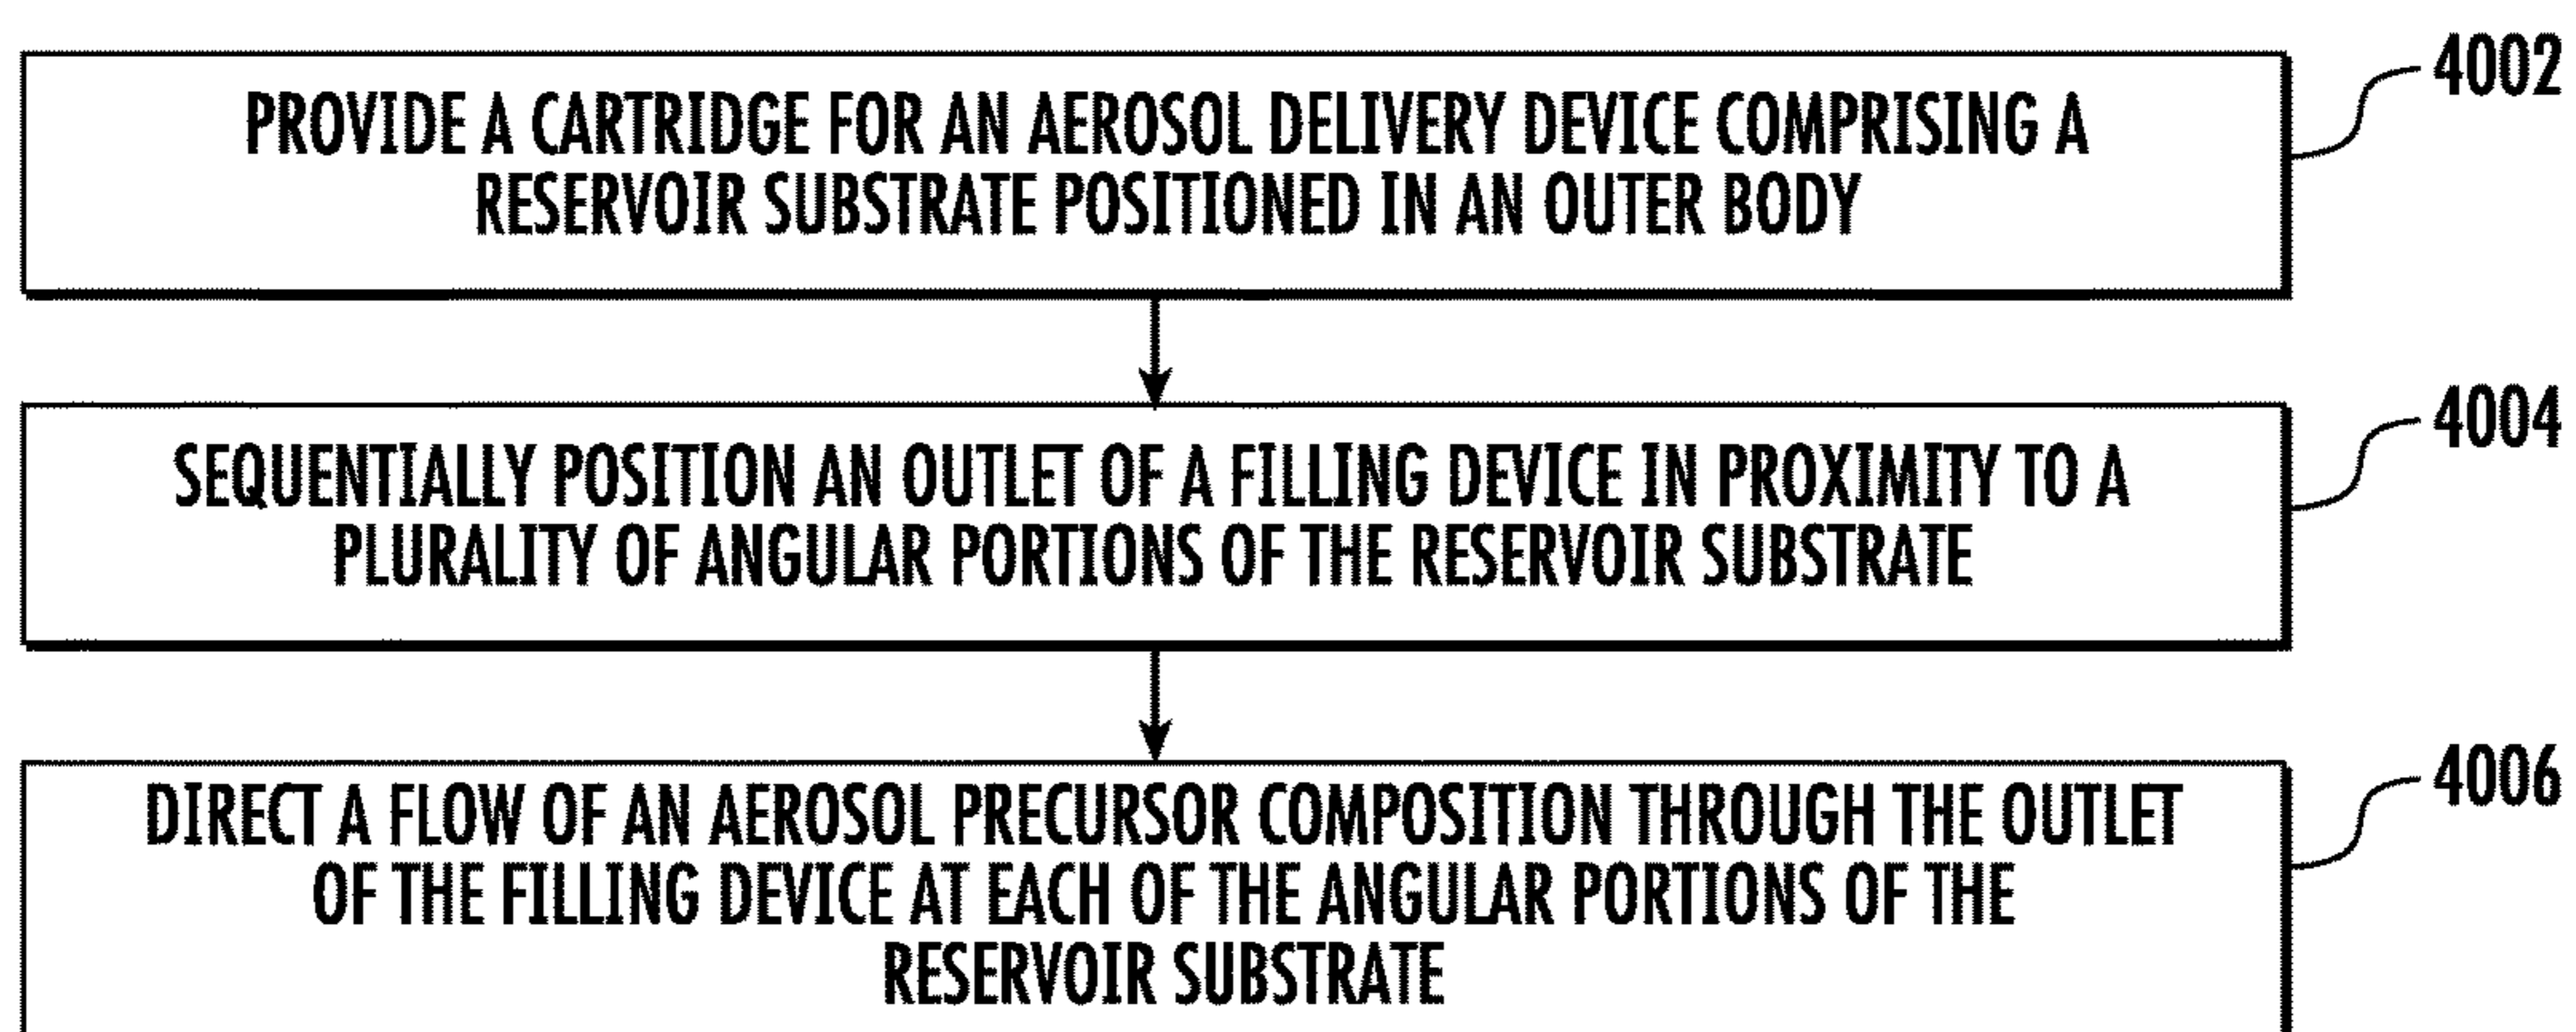 4002
PROVIDE A CARTRIDGE FOR AN AEROSOL DELIVERY DEVICE COMPRISING A
RESERVOIR SUBSTRATE POSITIONED IN AN OUTER BODY
4004
SEQUENTIALLY POSITION AN OUTLET OF A FILLING DEVICE IN PROXIMITY TO A
PLURALITY OF ANGULAR PORTIONS OF THE RESERVOIR SUBSTRATE
4006
DIRECT A FLOW OF AN AEROSOL PRECURSOR COMPOSITION THROUGH THE OUTLET
OF THE FILLING DEVICE AT EACH OF THE ANGULAR PORTIONS OF THE
RESERVOIR SUBSTRATE